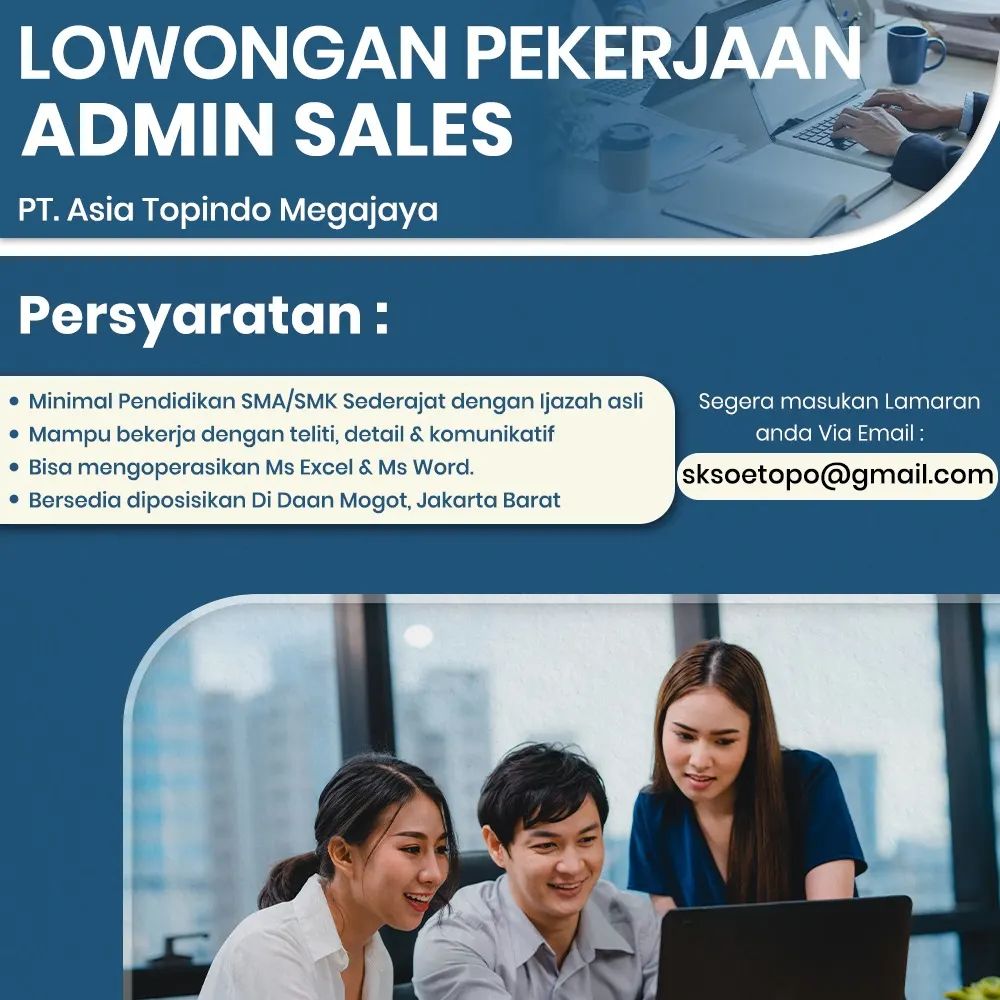 LOWONGAN PEKERJAAN
ADMIN SALES
PT. Asia Topindo Megajaya
Persyaratan :
• Minimal Pendidikan SMA/SMK Sederajat dengan Ijazah asli
• Mampu bekerja dengan teliti, detail & komunikatif
• Bisa mengoperasikan Ms Excel & Ms Word.
• Bersedia diposisikan Di Daan Mogot, Jakarta Barat
Segera masukan Lamaran
anda Via Email :
sksoetopo@gmail.com